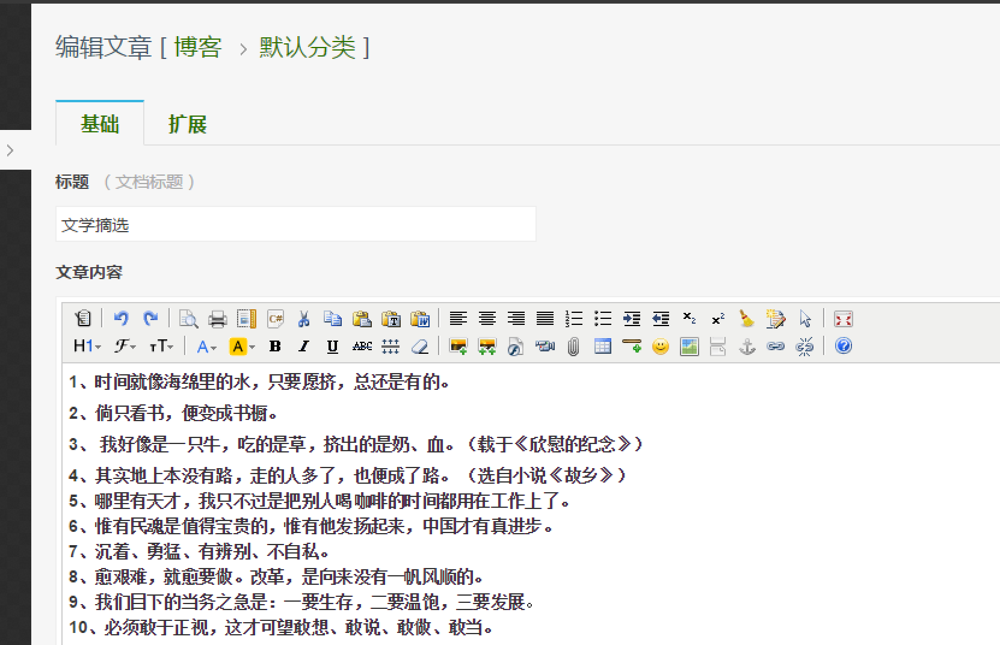 编辑文章 [ 博客 > 默认分类 ]
基础 扩展
标题 （文档标题）
文学摘选
文章内容
H1 F тT A A B I U ABC
1、时间就像海绵里的水，只要愿挤，总还是有的。
2、倘只看书，便变成书橱。
3、 我好像是一只牛，吃的是草，挤出的是奶、血。（载于《欣慰的纪念》）
4、其实地上本没有路，走的人多了，也便成了路。（选自小说《故乡》）
5、哪里有天才，我只不过是把别人喝咖啡的时间都用在工作上了。
6、惟有民魂是值得宝贵的，惟有他发扬起来，中国才有真进步。
7、沉着、勇猛、有辨别、不自私。
8、愈艰难，就愈要做。改革，是向来没有一帆风顺的。
9、我们目下的当务之急是：一要生存，二要温饱，三要发展。
10、必须敢于正视，这才可望敢想、敢说、敢做、敢当。